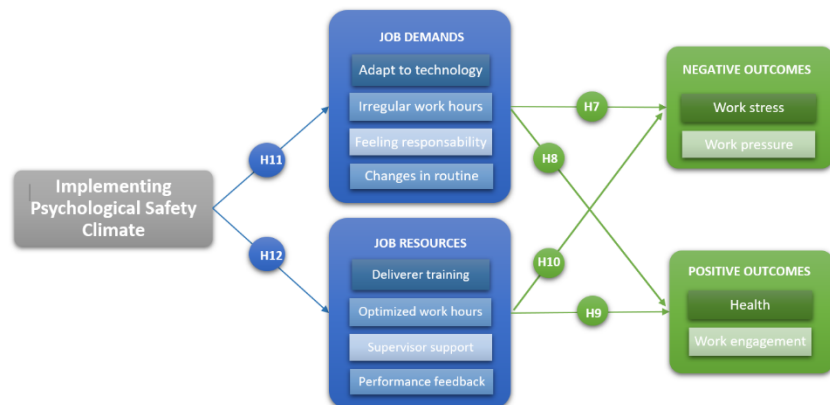 JOB DEMANDS
Adapt to technology
Irregular work hours
Feeling responsability
Changes in routine
NEGATIVE OUTCOMES
Work stress
Work pressure
H7
H8
H11
Implementing
Psychological Safety
Climate
H12
JOB RESOURCES
Deliverer training
Optimized work hours
Supervisor support
Performance feedback
H10
H9
POSITIVE OUTCOMES
Health
Work engagement